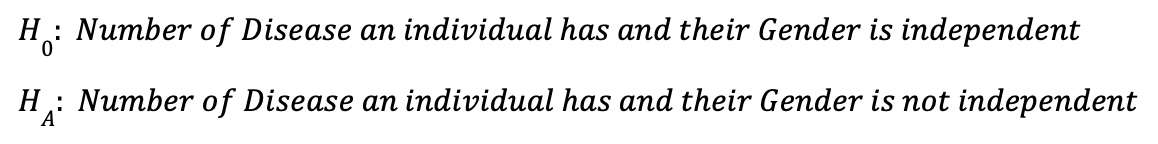 H₀: Number of Disease an individual has and their Gender is independent
H_A: Number of Disease an individual has and their Gender is not independent